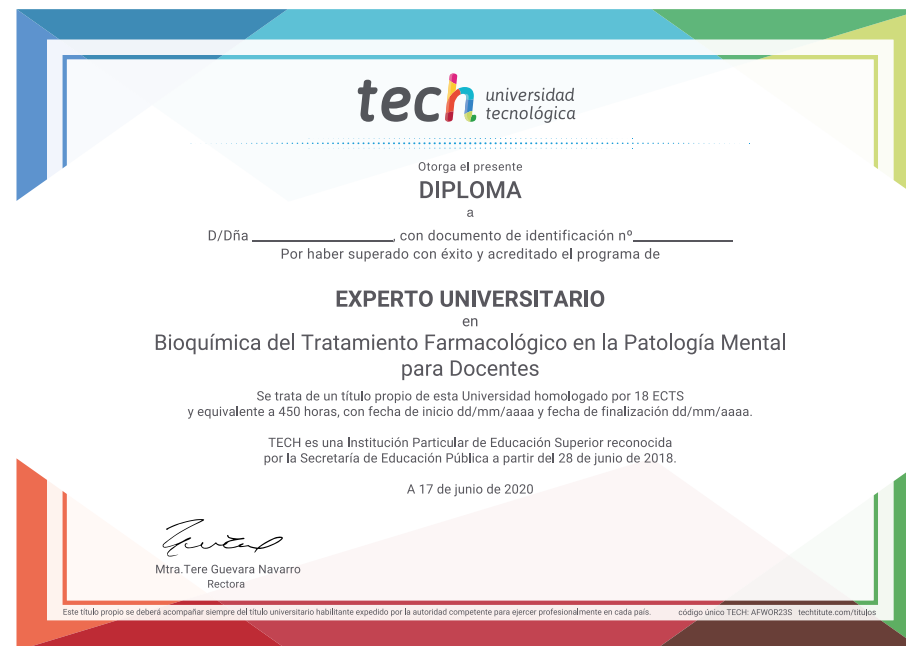 tech universidad
tecnológica
Otorga el presente
DIPLOMA
a
D/Dña ____________, con documento de identificación nº____________
Por haber superado con éxito y acreditado el programa de
EXPERTO UNIVERSITARIO
en
Bioquímica del Tratamiento Farmacológico en la Patología Mental
para Docentes
Se trata de un título propio de esta Universidad homologado por 18 ECTS
y equivalente a 450 horas, con fecha de inicio dd/mm/aaaa y fecha de finalización dd/mm/aaaa.
TECH es una Institución Particular de Educación Superior reconocida
por la Secretaría de Educación Pública a partir del 28 de junio de 2018.
A 17 de junio de 2020
Mtra.Tere Guevara Navarro
Rectora
Este título propio se deberá acompañar siempre del título universitario habilitante expedido por la autoridad competente para ejercer profesionalmente en cada país. código único TECH: AFWOR23S techtitute.com/titulos